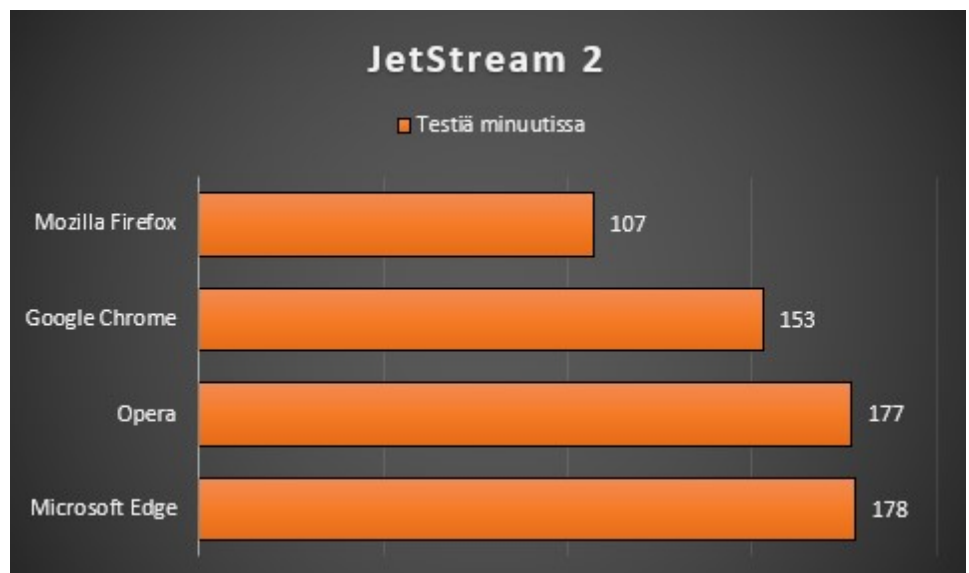 JetStream 2
Testiä minuutissa
Mozilla Firefox 107
Google Chrome 153
Opera 177
Microsoft Edge 178